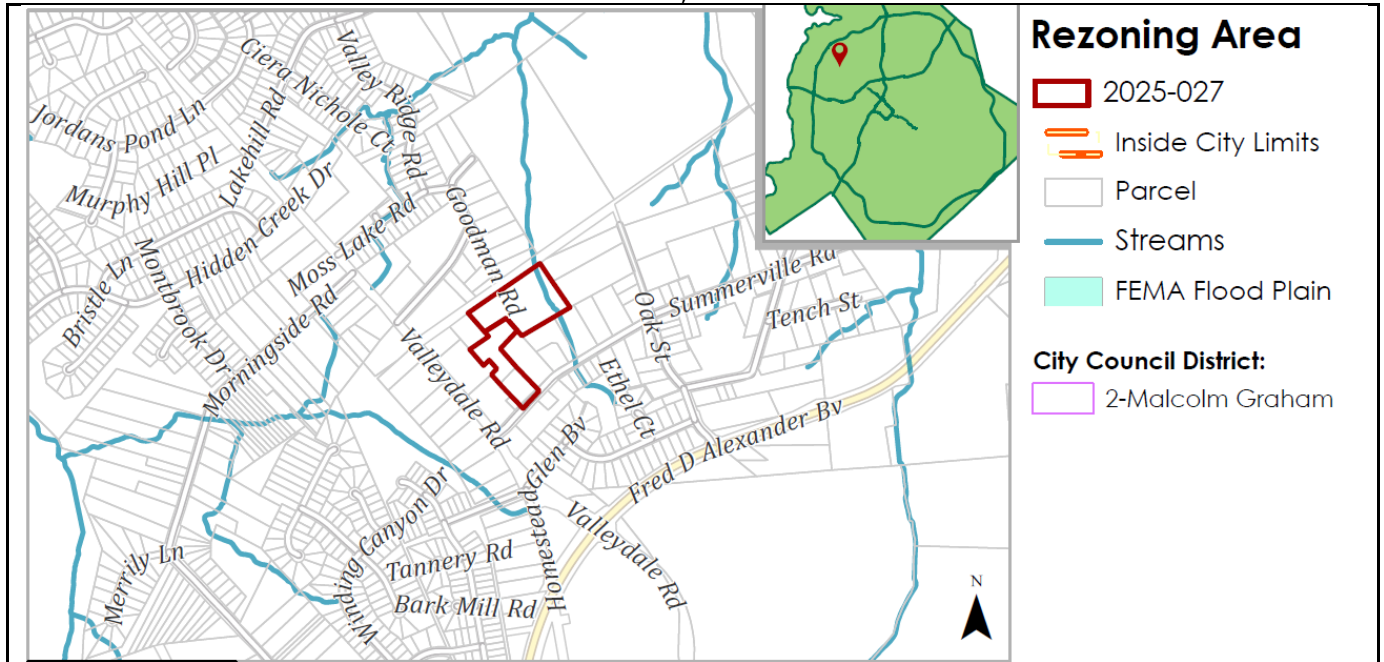 Ciera Nichole Ct
Valley Ridge Rd
Jordans Pond Ln
Lakehill Rd
Murphy Hill Pl
Hidden Creek Dr
Moss Lake Rd
Goodman Rd
Bristle Ln
Montbrook Dr
Morningside Rd
Valleydale Rd
Oak St
Summerville Rd
Tench St
Ethel Ct
Glen Bv
Fred D Alexander Bv
Homestead
Valleydale Rd
Winding Canyon Dr
Tannery Rd
Bark Mill Rd
Merrily Ln
N
Rezoning Area
2025-027
Inside City Limits
Parcel
Streams
FEMA Flood Plain
City Council District:
2-Malcolm Graham